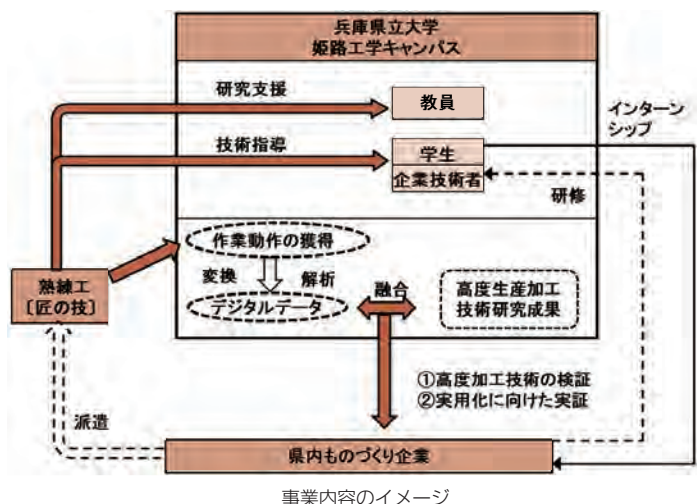 兵庫県立大学
姫路工学キャンパス
研究支援
教員
インターン
シップ
技術指導
学生
企業技術者
研修
作業動作の獲得
変換
解析
デジタルデータ
融合
高度生産加工
技術研究成果
熟練工
〔匠の技〕
①高度加工技術の検証
②実用化に向けた実証
派遣
県内ものづくり企業
事業内容のイメージ